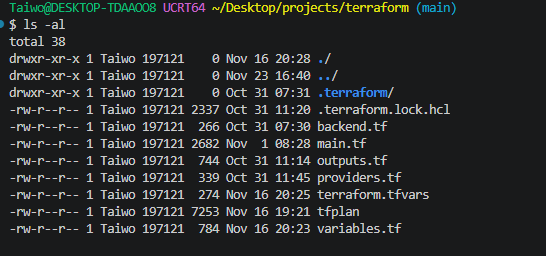 Taiwo@DESKTOP-TDAAOO8 UCRT64 ~/Desktop/projects/terraform (main)
$ ls -al
total 38
drwxr-xr-x 1 Taiwo 197121    0 Nov 16 20:28 ./
drwxr-xr-x 1 Taiwo 197121    0 Nov 23 16:40 ../
drwxr-xr-x 1 Taiwo 197121    0 Oct 31 07:31 .terraform/
-rw-r--r-- 1 Taiwo 197121 2337 Oct 31 11:20 .terraform.lock.hcl
-rw-r--r-- 1 Taiwo 197121  266 Oct 31 07:30 backend.tf
-rw-r--r-- 1 Taiwo 197121 2682 Nov  1 08:28 main.tf
-rw-r--r-- 1 Taiwo 197121  744 Oct 31 11:14 outputs.tf
-rw-r--r-- 1 Taiwo 197121  339 Oct 31 11:45 providers.tf
-rw-r--r-- 1 Taiwo 197121  274 Nov 16 20:25 terraform.tfvars
-rw-r--r-- 1 Taiwo 197121 7253 Nov 16 19:21 tfplan
-rw-r--r-- 1 Taiwo 197121  784 Nov 16 20:23 variables.tf